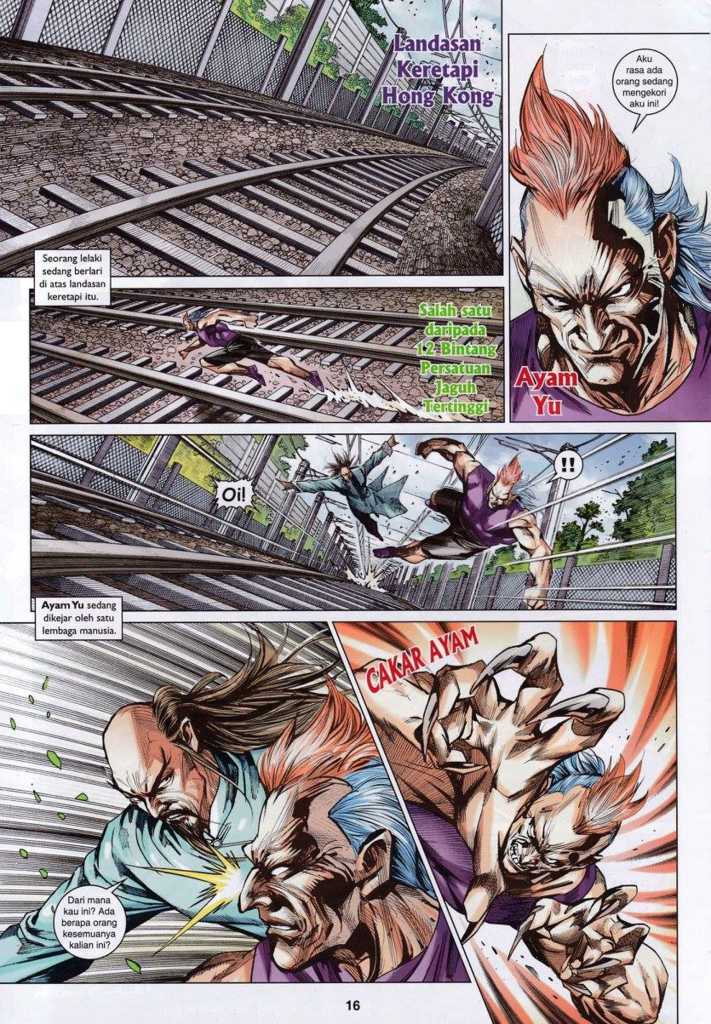 Landasan
Keretapi
Hong Kong
Aku
rasa ada
orang sedang
mengekori
aku ini!
Ayam
Yu
Seorang lelaki
sedang berlari
di atas landasan
keretapi itu.
Salah satu
daripada
12 Bintang
Persatuan
Jaguh
Tertinggi
Oi!
!!
Ayam Yu sedang
dikejar oleh satu
lembaga manusia.
Dari mana
kau ini? Ada
berapa orang
kesemuanya
kalian ini?
CAKAR AYAM
16